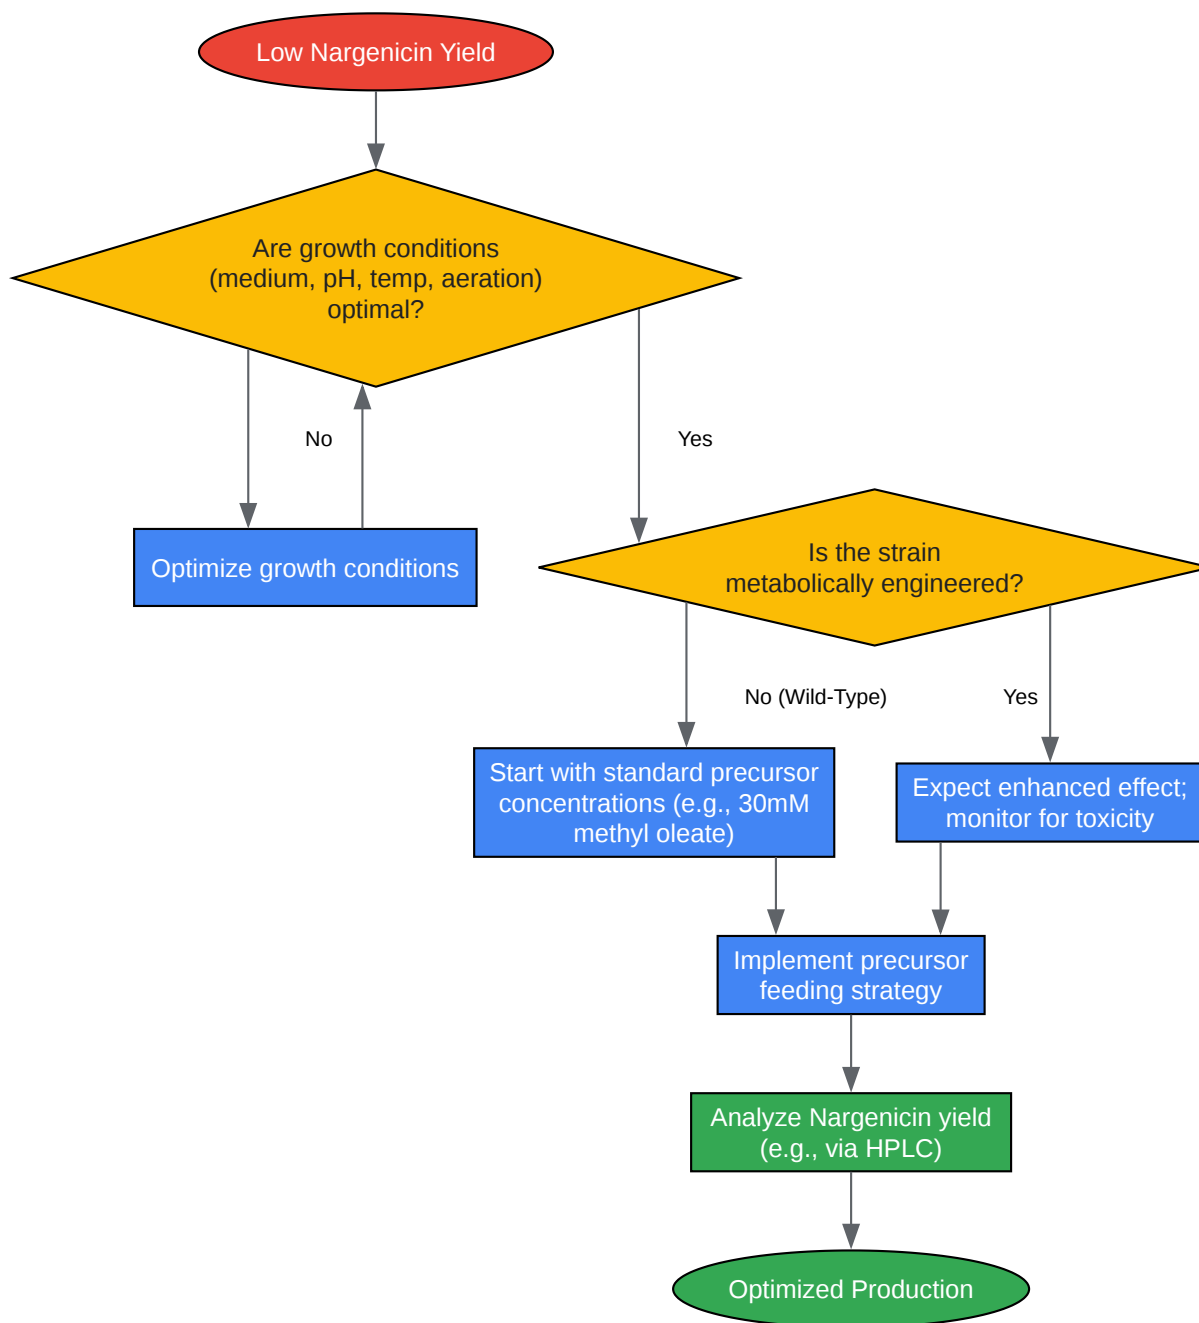 Low Nargenicin Yield
Are growth conditions
(medium, pH, temp, aeration)
optimal?
No
Yes
Optimize growth conditions
Is the strain
metabolically engineered?
No (Wild-Type)
Yes
Start with standard precursor
concentrations (e.g., 30mM
methyl oleate)
Expect enhanced effect;
monitor for toxicity
Implement precursor
feeding strategy
Analyze Nargenicin yield
(e.g., via HPLC)
Optimized Production